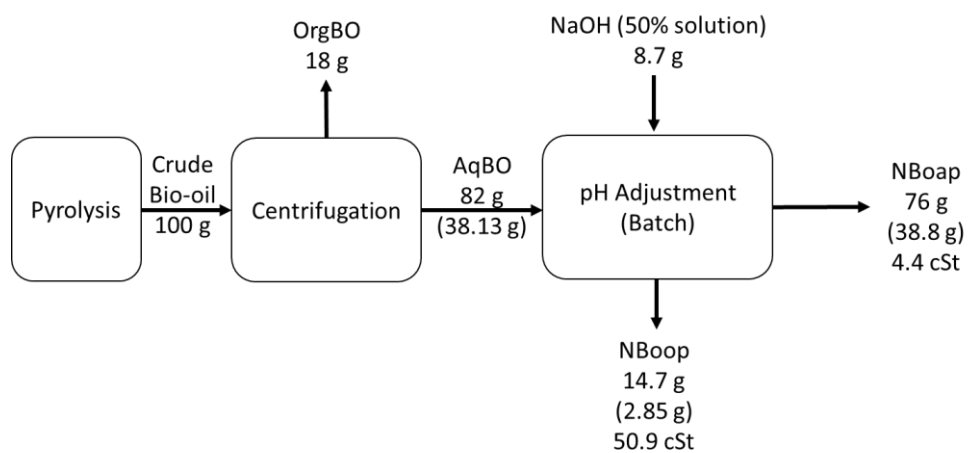 OrgBO
18 g
NaOH (50% solution)
8.7 g
Pyrolysis
Crude
Bio-oil
100 g
Centrifugation
AqBO
82 g
(38.13 g)
pH Adjustment
(Batch)
NBoap
76 g
(38.8 g)
4.4 cSt
NBoop
14.7 g
(2.85 g)
50.9 cSt